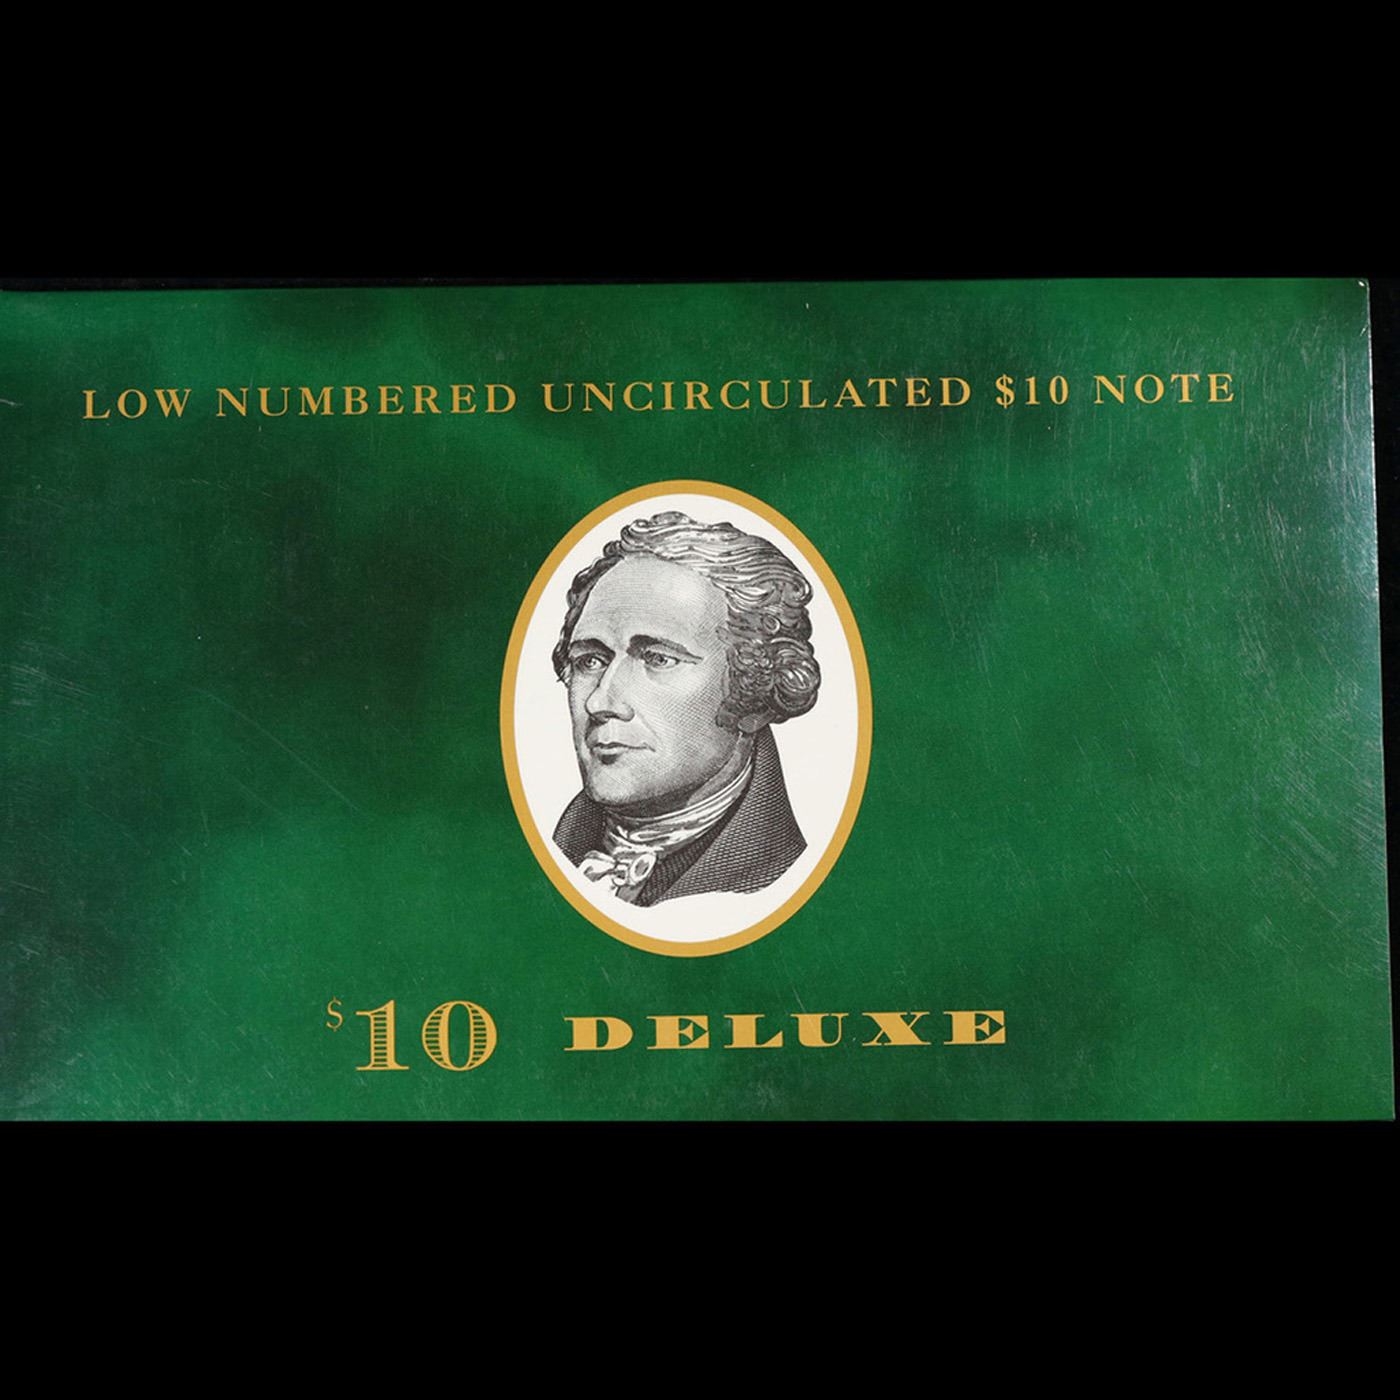 LOW NUMBERED UNCIRCULATED $10 NOTE
$10 DELUXE